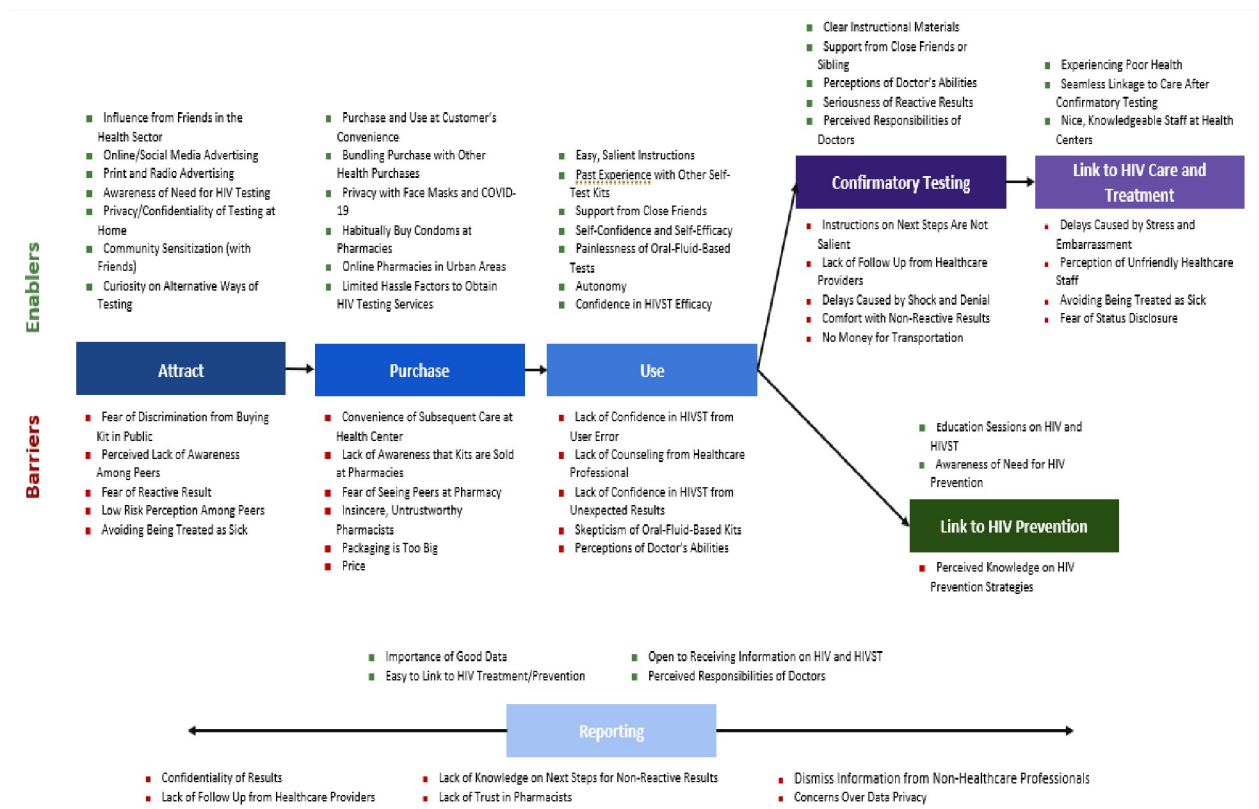 Enablers
Barriers
■ Influence from Friends in the
Health Sector
■ Online/Social Media Advertising
■ Print and Radio Advertising
■ Awareness of Need for HIV Testing
■ Privacy/Confidentiality of Testing at
Home
■ Community Sensitization (with
Friends)
■ Curiosity on Alternative Ways of
Testing
Attract
■ Fear of Discrimination from Buying
Kit in Public
■ Perceived Lack of Awareness
Among Peers
■ Fear of Reactive Result
■ Low Risk Perception Among Peers
■ Avoiding Being Treated as Sick
■ Purchase and Use at Customer's
Convenience
■ Bundling Purchase with Other
Health Purchases
■ Privacy with Face Masks and COVID-
19
■ Habitually Buy Condoms at
Pharmacies
■ Online Pharmacies in Urban Areas
■ Limited Hassle Factors to Obtain
HIV Testing Services
Purchase
■ Convenience of Subsequent Care at
Health Center
■ Lack of Awareness that Kits are Sold
at Pharmacies
■ Fear of Seeing Peers at Pharmacy
■ Insincere, Untrustworthy
Pharmacists
■ Packaging is Too Big
■ Price
■ Easy, Salient Instructions
■ Past Experience with Other Self-
Test Kits
■ Support from Close Friends
■ Self-Confidence and Self-Efficacy
■ Painlessness of Oral-Fluid-Based
Tests
■ Autonomy
■ Confidence in HIVST Efficacy
Use
■ Lack of Confidence in HIVST from
User Error
■ Lack of Counseling from Healthcare
Professional
■ Lack of Confidence in HIVST from
Unexpected Results
■ Skepticism of Oral-Fluid-Based Kits
■ Perceptions of Doctor's Abilities
■ Clear Instructional Materials
■ Support from Close Friends or
Sibling
■ Perceptions of Doctor's Abilities
■ Seriousness of Reactive Results
■ Perceived Responsibilities of
Doctors
Confirmatory Testing
■ Instructions on Next Steps Are Not
Salient
■ Lack of Follow Up from Healthcare
Providers
■ Delays Caused by Shock and Denial
■ Comfort with Non-Reactive Results
■ No Money for Transportation
■ Experiencing Poor Health
■ Seamless Linkage to Care After
Confirmatory Testing
■ Nice, Knowledgeable Staff at Health
Centers
Link to HIV Care and
Treatment
■ Delays Caused by Stress and
Embarrassment
■ Perception of Unfriendly Healthcare
Staff
■ Avoiding Being Treated as Sick
■ Fear of Status Disclosure
■ Education Sessions on HIV and
HIVST
■ Awareness of Need for HIV
Prevention
Link to HIV Prevention
■ Perceived Knowledge on HIV
Prevention Strategies
■ Importance of Good Data
■ Easy to Link to HIV Treatment/Prevention
■ Open to Receiving Information on HIV and HIVST
■ Perceived Responsibilities of Doctors
Reporting
■ Confidentiality of Results
■ Lack of Follow Up from Healthcare Providers
■ Lack of Knowledge on Next Steps for Non-Reactive Results
■ Lack of Trust in Pharmacists
■ Dismiss Information from Non-Healthcare Professionals
■ Concerns Over Data Privacy